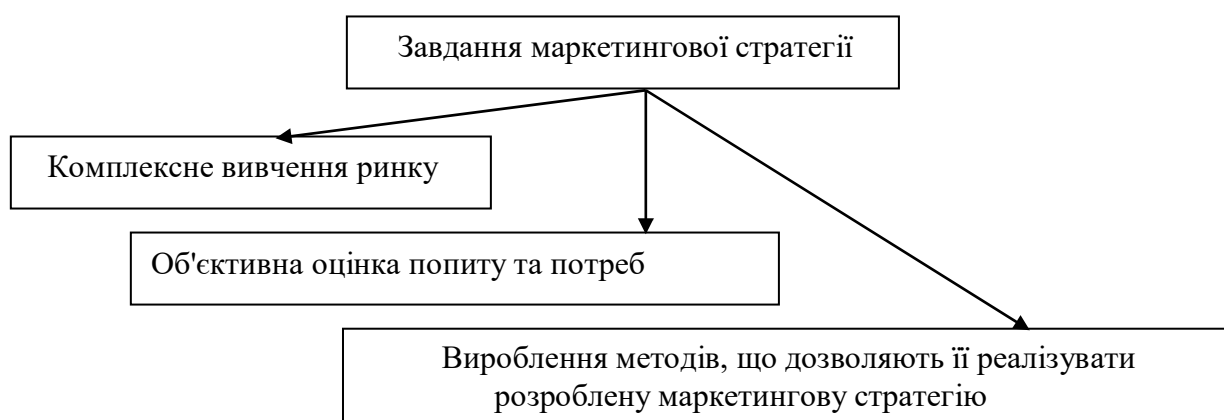 Завдання маркетингової стратегії
Комплексне вивчення ринку
Об'єктивна оцінка попиту та потреб
Вироблення методів, що дозволяють її реалізувати
розроблену маркетингову стратегію